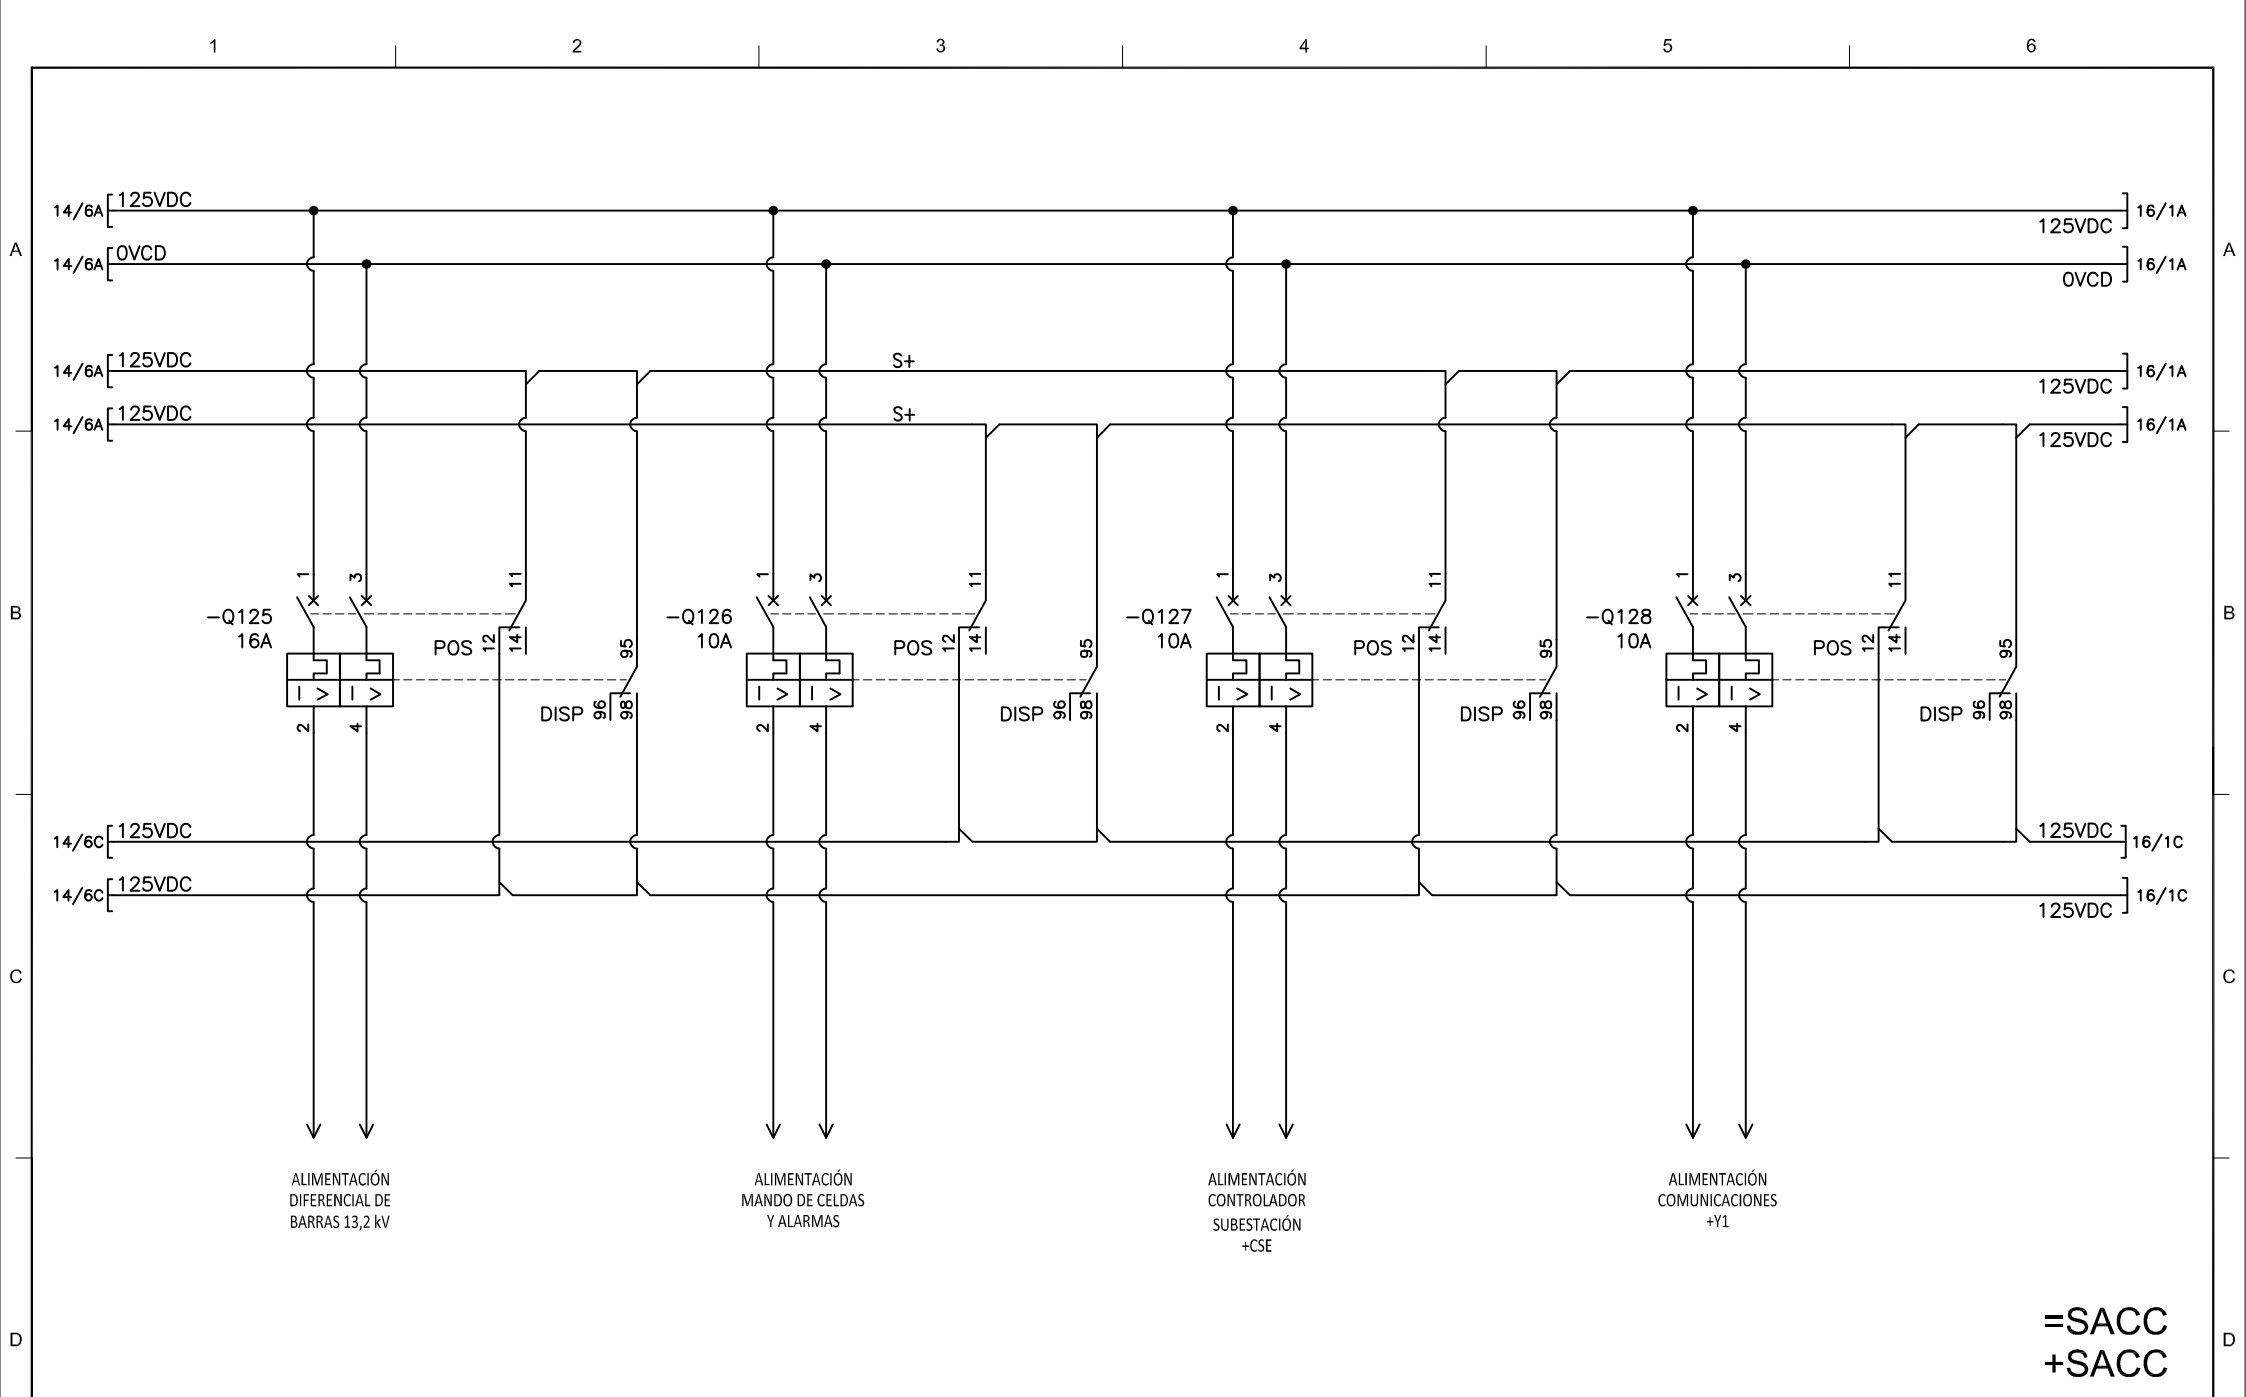 1 2 3 4 5 6
14/6A 125VDC 125VDC 16/1A
A 14/6A 0VCD 0VCD 16/1A A
14/6A 125VDC S+ 125VDC 16/1A
14/6A 125VDC S+ 125VDC 16/1A
1 3 11 1 3 11 1 3 11 1 3 11
B -Q125 -Q126 -Q127 -Q128 B
16A 10A 10A 10A
POS 12 14 95 POS 12 14 95 POS 12 14 95 POS 12 14 95
I > I > I > I > I > I > I > I >
2 4 DISP 96 98 2 4 DISP 96 98 2 4 DISP 96 98 2 4 DISP 96 98
14/6C 125VDC 125VDC 16/1C
14/6C 125VDC 125VDC 16/1C
C C
ALIMENTACIÓN
DIFERENCIAL DE
BARRAS 13,2 kV
ALIMENTACIÓN
MANDO DE CELDAS
Y ALARMAS
ALIMENTACIÓN
CONTROLADOR
SUBESTACIÓN
+CSE
ALIMENTACIÓN
COMUNICACIONES
+Y1
D D
=SACC
+SACC